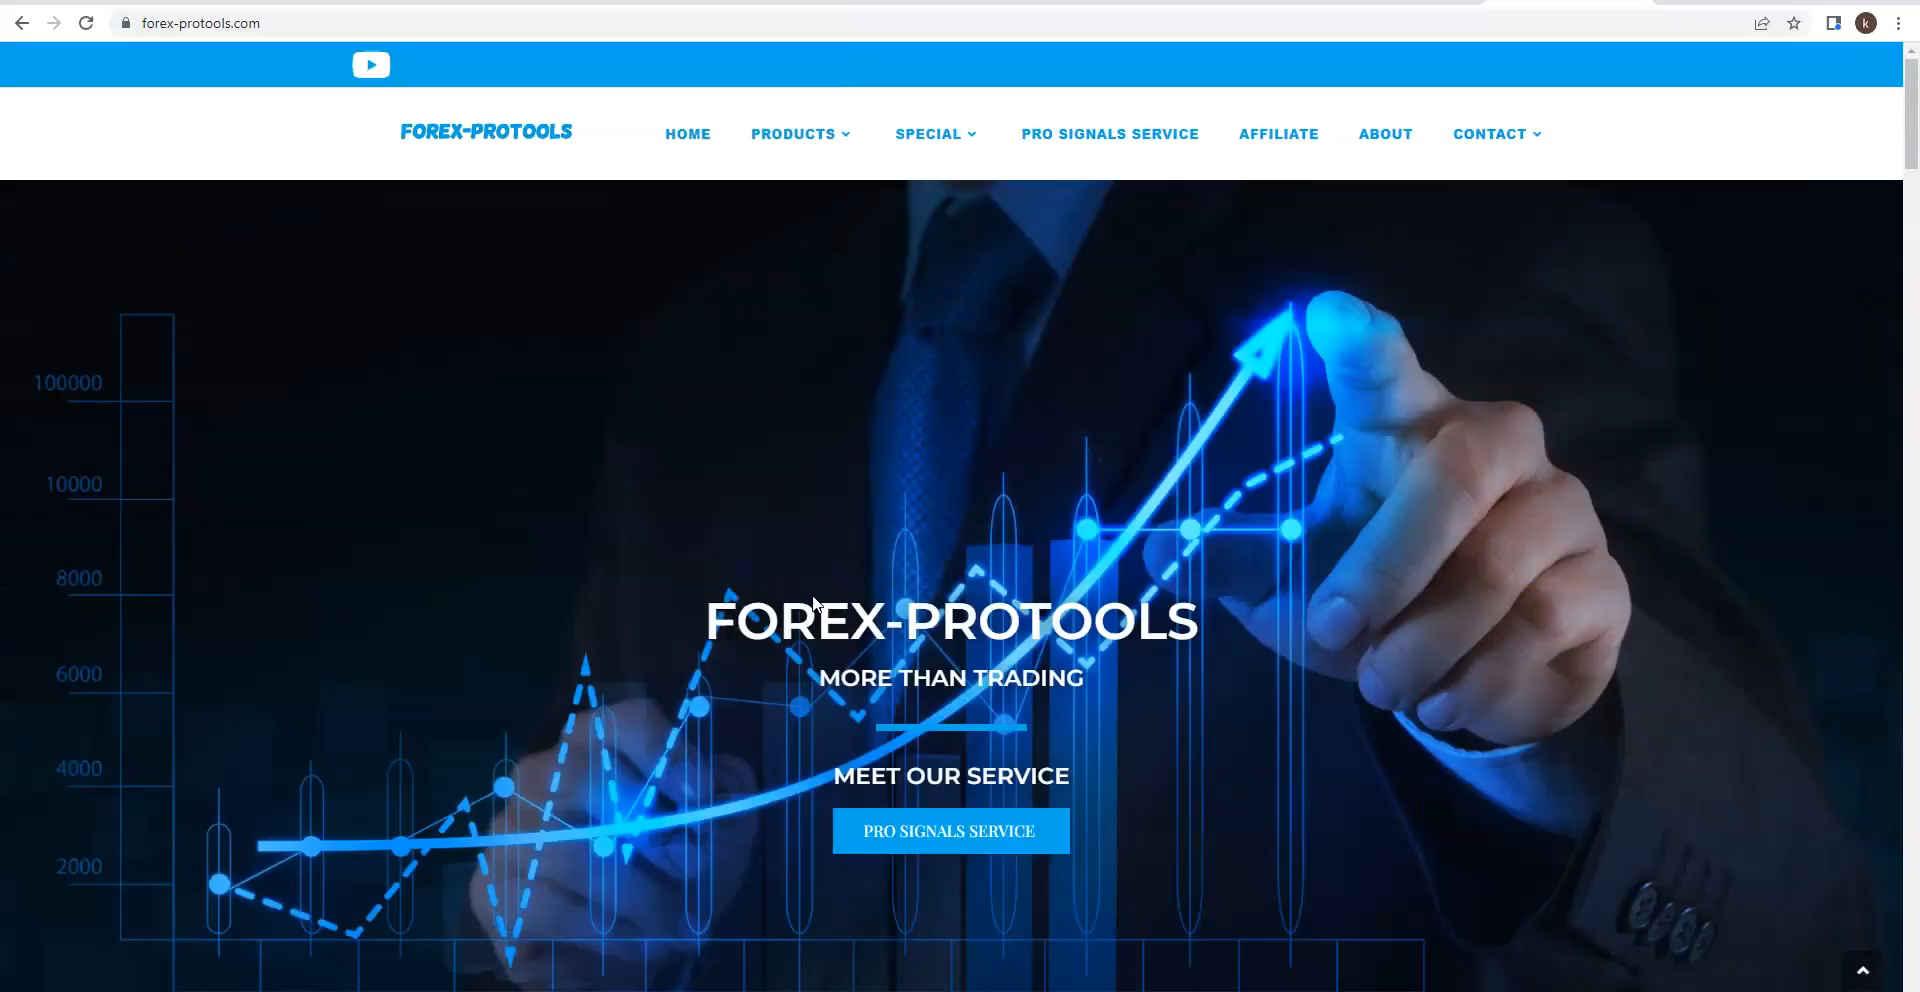 forex-protools.com
k
FOREX-PROTOOLS
HOME
PRODUCTS
SPECIAL
PRO SIGNALS SERVICE
AFFILIATE
ABOUT
CONTACT
100000
10000
8000
6000
4000
2000
FOREX-PROTOOLS
MORE THAN TRADING
MEET OUR SERVICE
PRO SIGNALS SERVICE